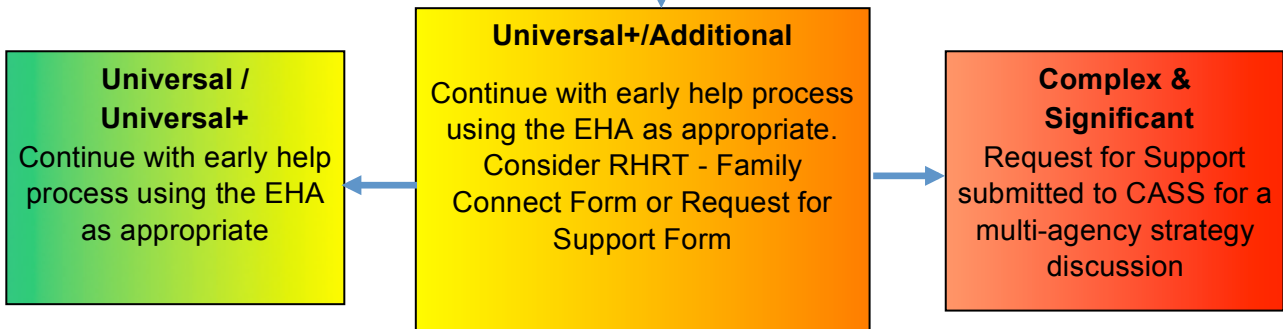 Universal /
Universal+
Continue with early help
process using the EHA
as appropriate
Universal+/Additional
Continue with early help process
using the EHA as appropriate.
Consider RHRT - Family
Connect Form or Request for
Support Form
Complex &
Significant
Request for Support
submitted to CASS for a
multi-agency strategy
discussion